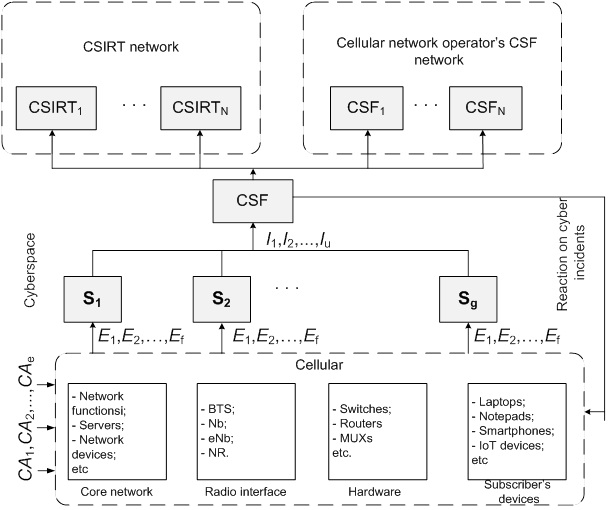 CSIRT network
Cellular network operator's CSF
network
CSIRT1
. . .
CSIRTN
CSF1
. . .
CSFN
CSF
I1,I2,...,Iu
Cyberspace
Reaction on cyber
incidents
S1
S2
. . .
Sg
E1,E2,...,Ef
E1,E2,...,Ef
E1,E2,...,Ef
Cellular
CA1,CA2,...,CAe
- Network
functionsi;
- Servers;
- Network
devices;
etc
- BTS;
- Nb;
- eNb;
- NR.
- Switches;
- Routers
- MUXs
etc.
- Laptops;
- Notepads;
- Smartphones;
- IoT devices;
etc
Core network
Radio interface
Hardware
Subscriber's
devices